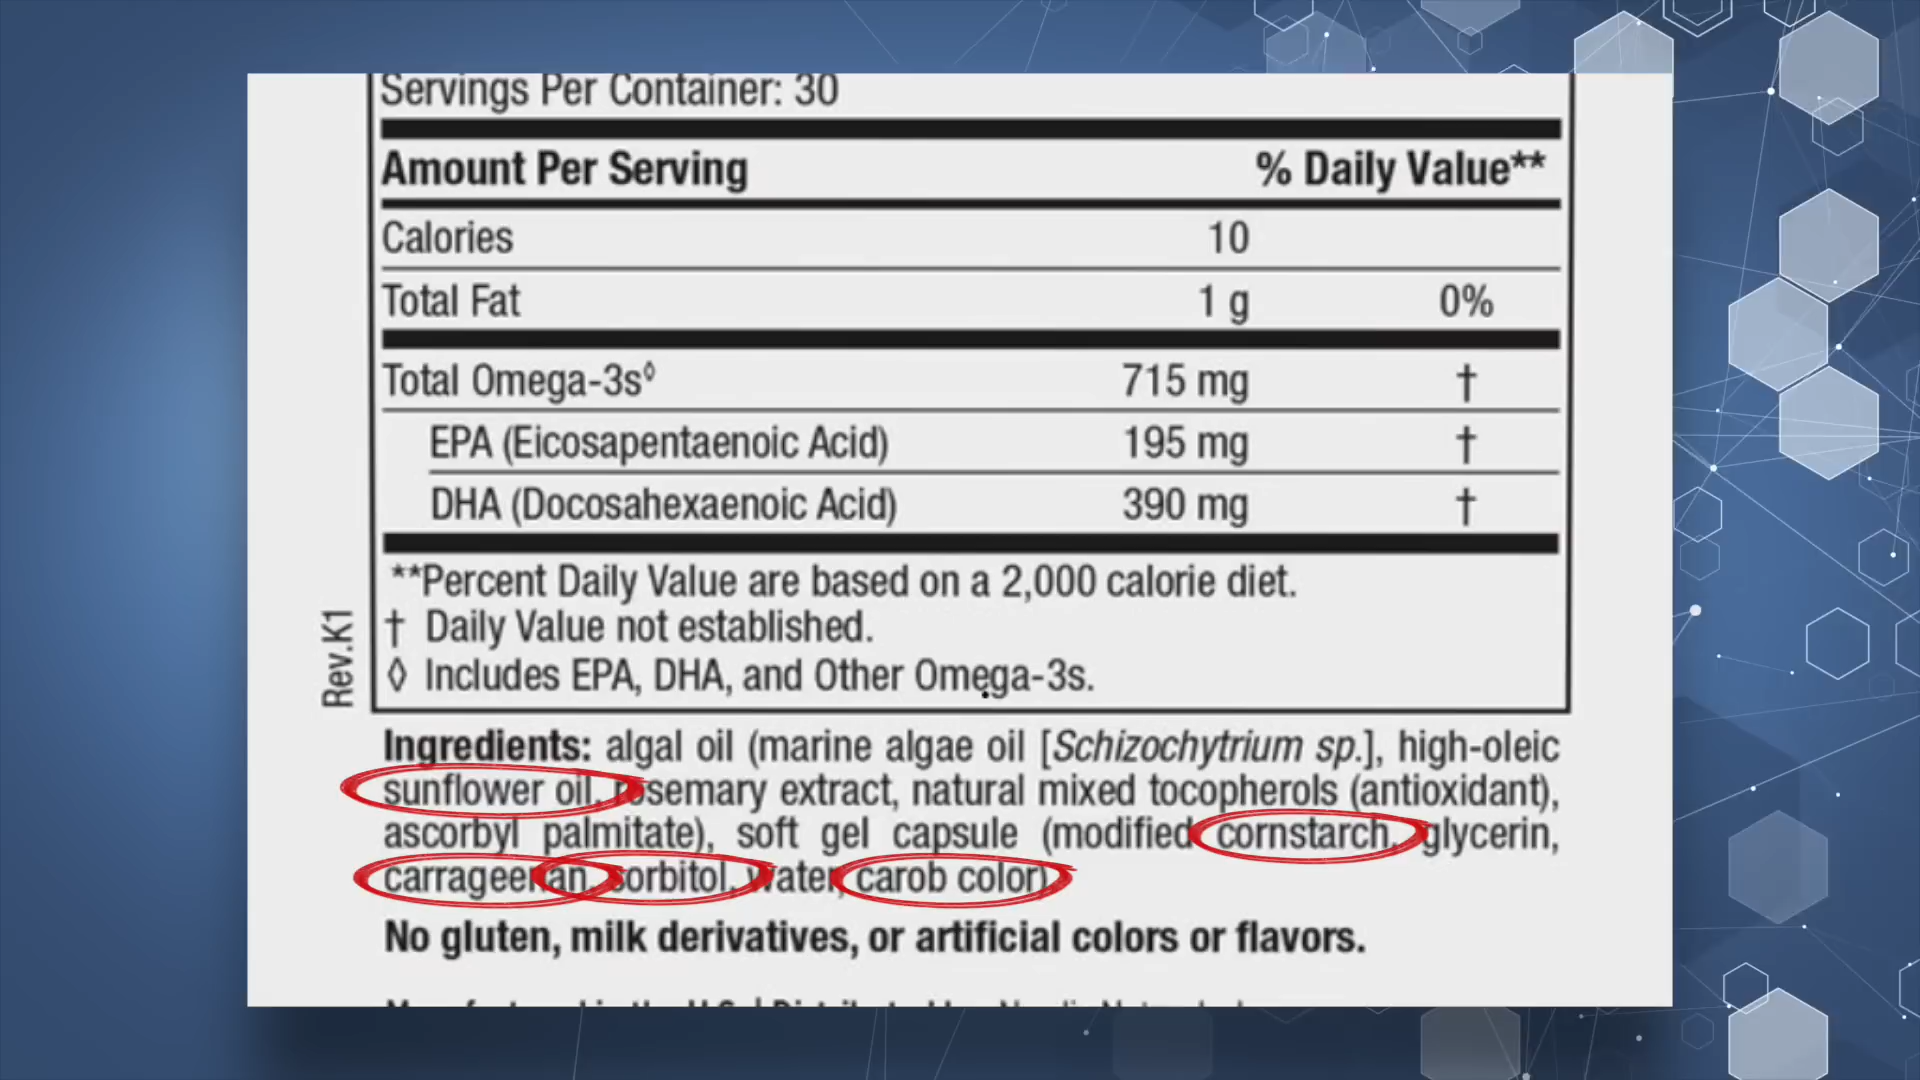 Servings Per Container: 30
Amount Per Serving % Daily Value**
Calories 10
Total Fat 1 g 0%
Total Omega-3s◊ 715 mg †
EPA (Eicosapentaenoic Acid) 195 mg †
DHA (Docosahexaenoic Acid) 390 mg †
**Percent Daily Value are based on a 2,000 calorie diet.
† Daily Value not established.
◊ Includes EPA, DHA, and Other Omega-3s.
Rev.K1
Ingredients: algal oil (marine algae oil [Schizochytrium sp.], high-oleic
sunflower oil, rosemary extract, natural mixed tocopherols (antioxidant),
ascorbyl palmitate), soft gel capsule (modified cornstarch, glycerin,
carrageenan, sorbitol, water, carob color)
No gluten, milk derivatives, or artificial colors or flavors.